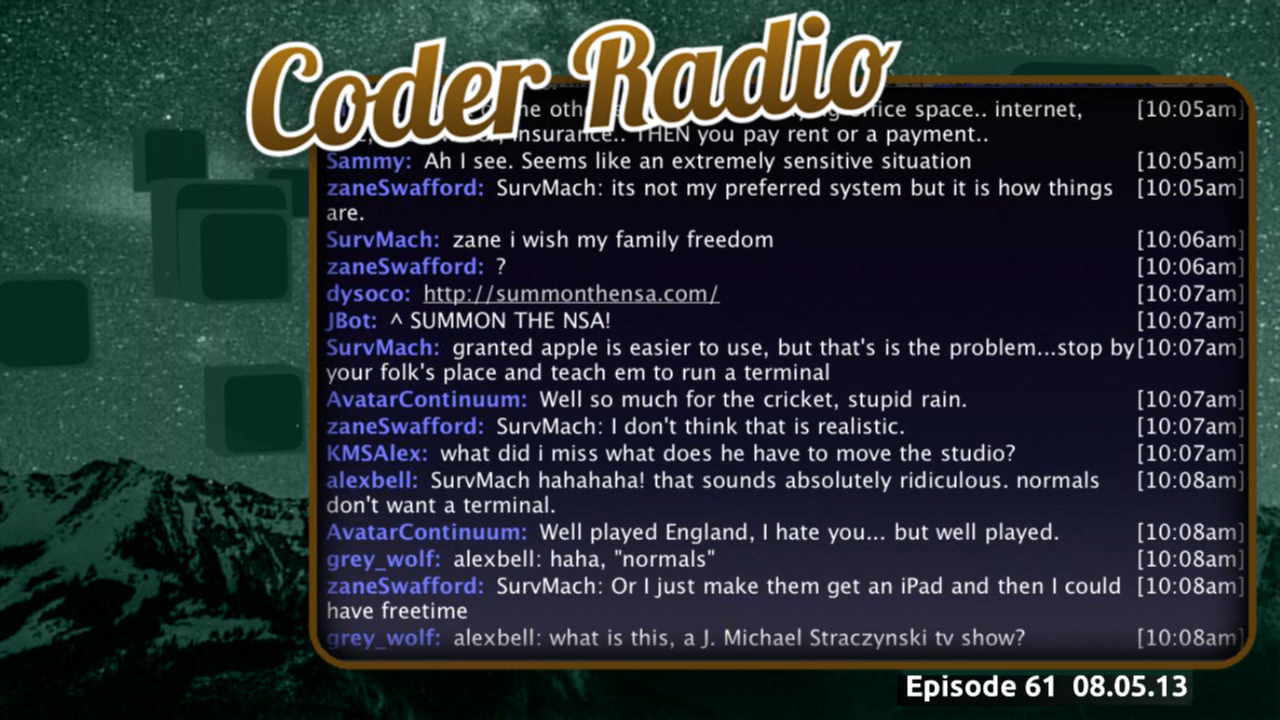 Coder Radio
ne oth ffice space.. internet, [10:05am]
insurance.. THEN you pay rent or a payment..
Sammy: Ah I see. Seems like an extremely sensitive situation [10:05am]
zaneSwafford: SurvMach: its not my preferred system but it is how things [10:05am]
are.
SurvMach: zane i wish my family freedom [10:06am]
zaneSwafford: ? [10:06am]
dysoco: http://summonthensa.com/ [10:07am]
JBot: ^ SUMMON THE NSA! [10:07am]
SurvMach: granted apple is easier to use, but that's is the problem...stop by [10:07am]
your folk's place and teach em to run a terminal
AvatarContinuum: Well so much for the cricket, stupid rain. [10:07am]
zaneSwafford: SurvMach: I don't think that is realistic. [10:07am]
KMSAlex: what did i miss what does he have to move the studio? [10:07am]
alexbell: SurvMach hahahaha! that sounds absolutely ridiculous. normals [10:08am]
don't want a terminal.
AvatarContinuum: Well played England, I hate you... but well played. [10:08am]
grey_wolf: alexbell: haha, "normals" [10:08am]
zaneSwafford: SurvMach: Or I just make them get an iPad and then I could [10:08am]
have freetime
grey_wolf: alexbell: what is this, a J. Michael Straczynski tv show? [10:08am]
Episode 61 08.05.13